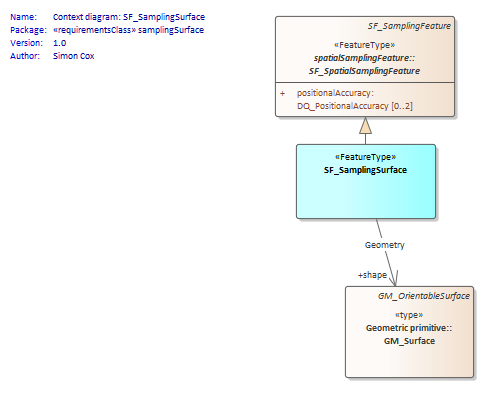 Name: Context diagram: SF_SamplingSurface
Package: «requirementsClass» samplingSurface
Version: 1.0
Author: Simon Cox
SF_SamplingFeature
«FeatureType»
spatialSamplingFeature::
SF_SpatialSamplingFeature
+ positionalAccuracy:
DQ_PositionalAccuracy [0..2]
«FeatureType»
SF_SamplingSurface
Geometry
+shape
GM_OrientableSurface
«type»
Geometric primitive::
GM_Surface